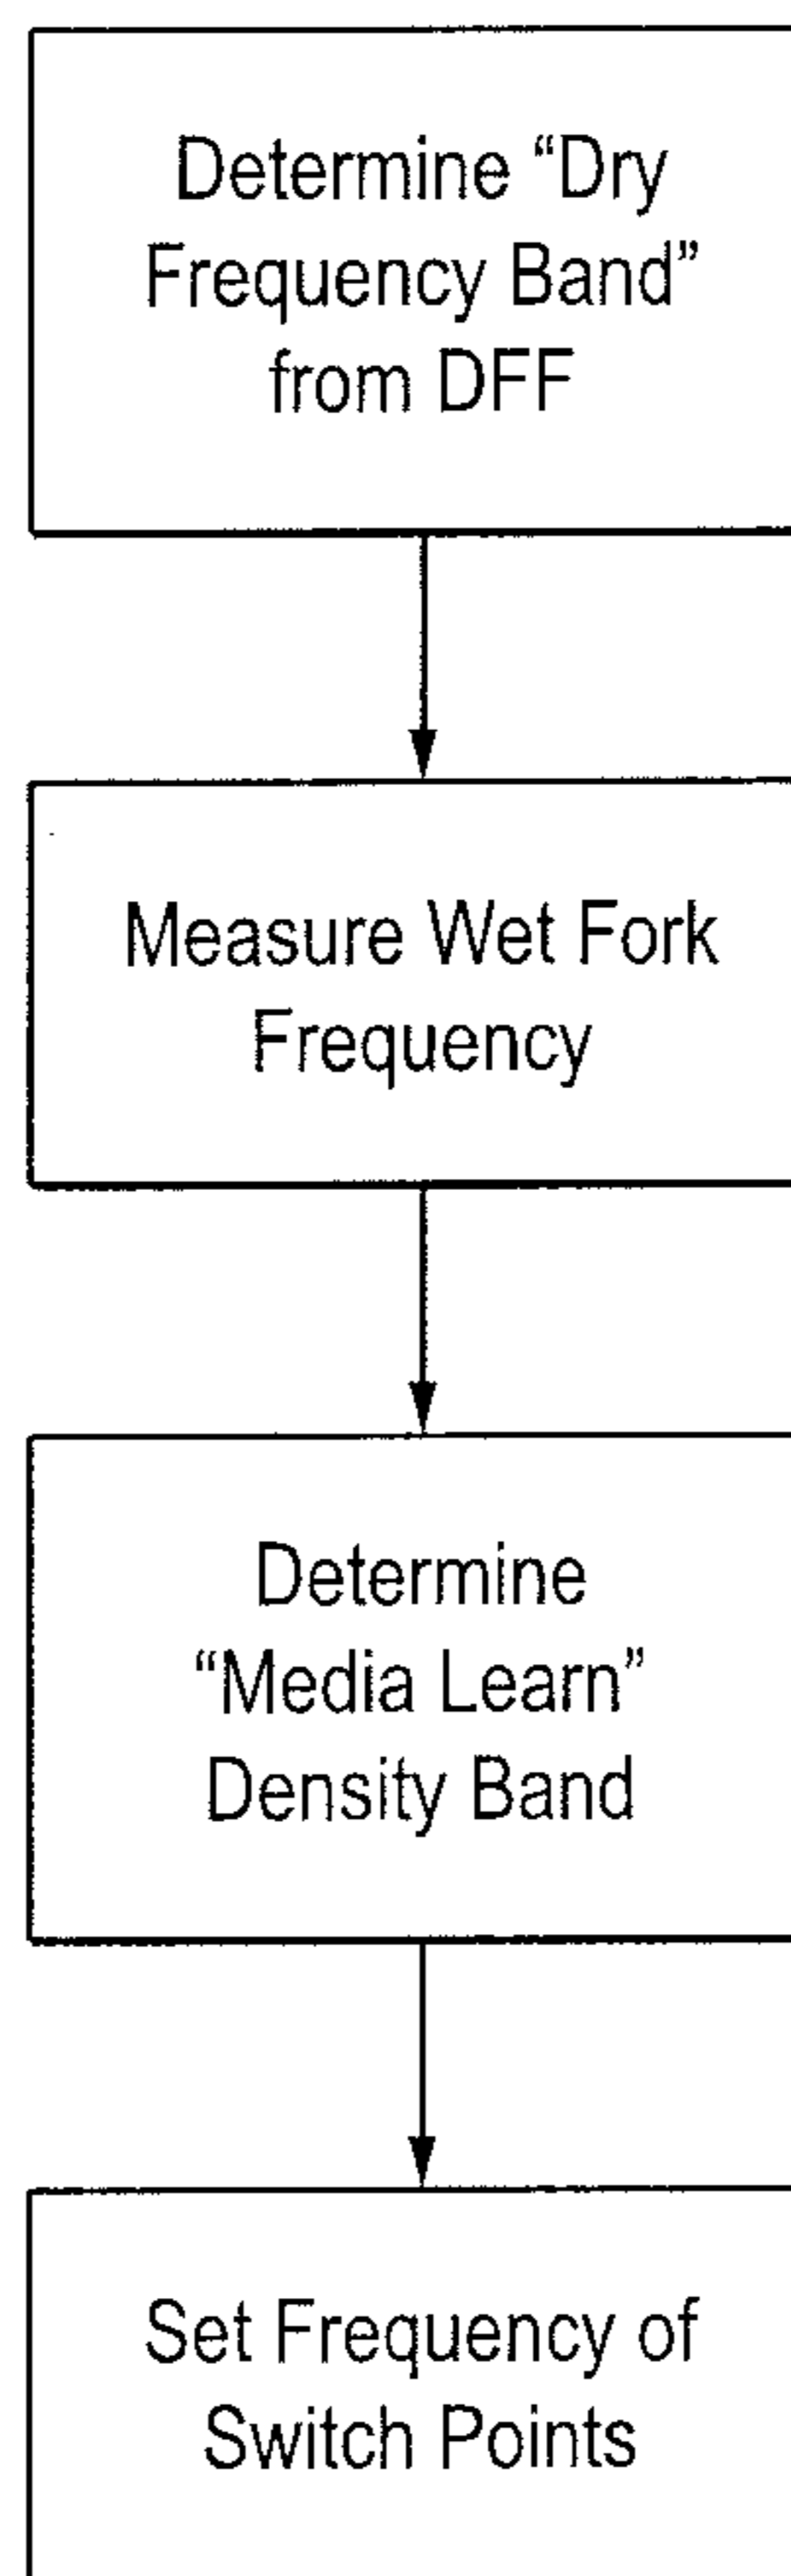 Determine “Dry
Frequency Band”
from DFF
Measure Wet Fork
Frequency
Determine
“Media Learn”
Density Band
Set Frequency of
Switch Points